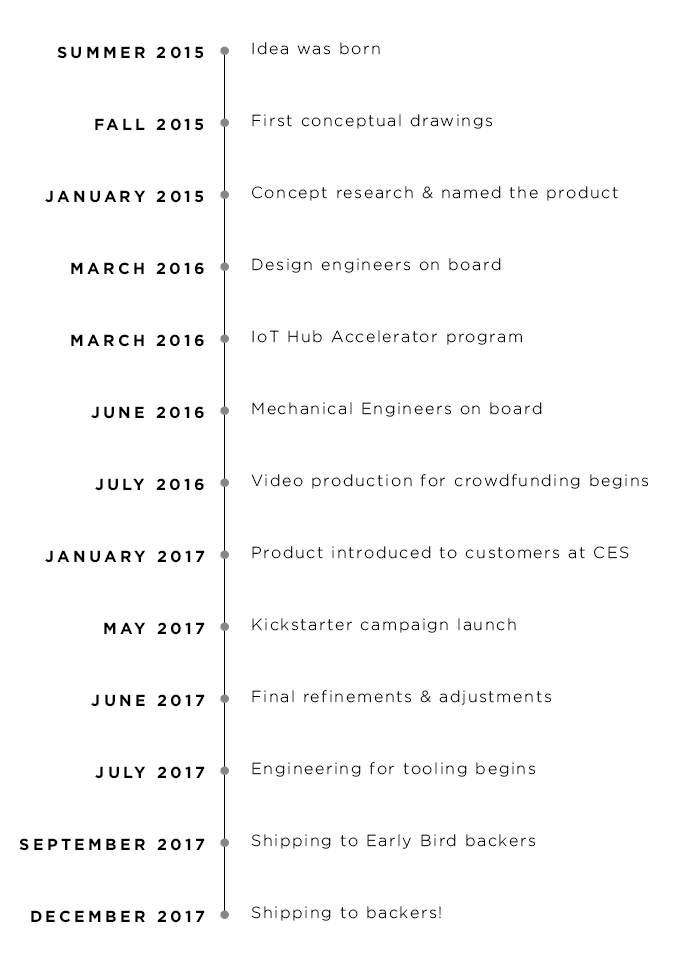 SUMMER 2015 Idea was born
FALL 2015 First conceptual drawings
JANUARY 2015 Concept research & named the product
MARCH 2016 Design engineers on board
MARCH 2016 IoT Hub Accelerator program
JUNE 2016 Mechanical Engineers on board
JULY 2016 Video production for crowdfunding begins
JANUARY 2017 Product introduced to customers at CES
MAY 2017 Kickstarter campaign launch
JUNE 2017 Final refinements & adjustments
JULY 2017 Engineering for tooling begins
SEPTEMBER 2017 Shipping to Early Bird backers
DECEMBER 2017 Shipping to backers!